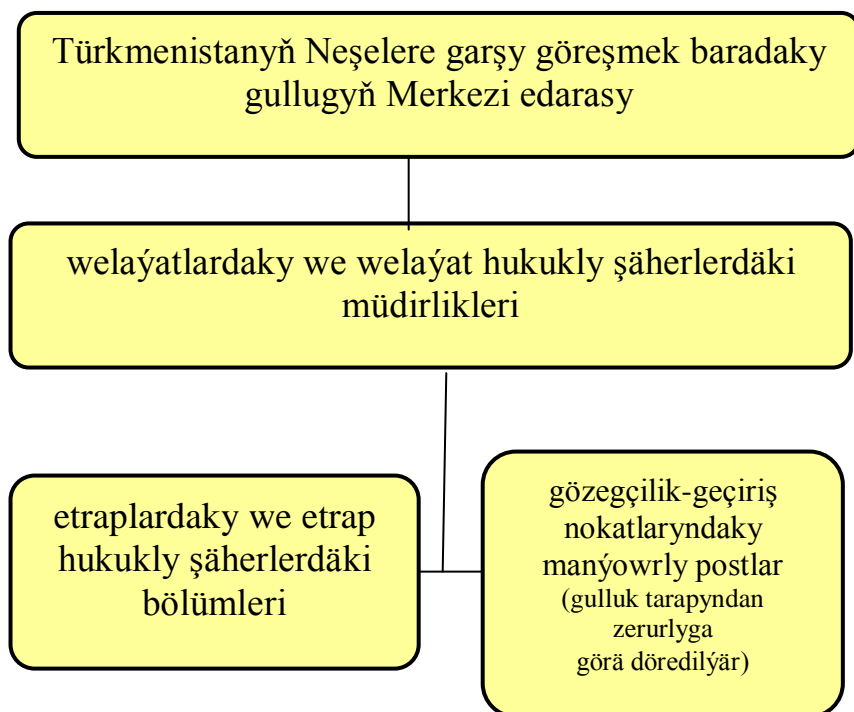 Türkmenistanyň Neşelere garşy göreşmek baradaky
gullugyň Merkezi edarasy
welaýatlardaky we welaýat hukukly şäherlerdäki
müdirlikleri
etraplardaky we etrap
hukukly şäherlerdäki
bölümleri
gözegçilik-geçiriş
nokatlaryndaky
manýowrly postlar
(gulluk tarapyndan
zerurlyga
görä döredilýär)